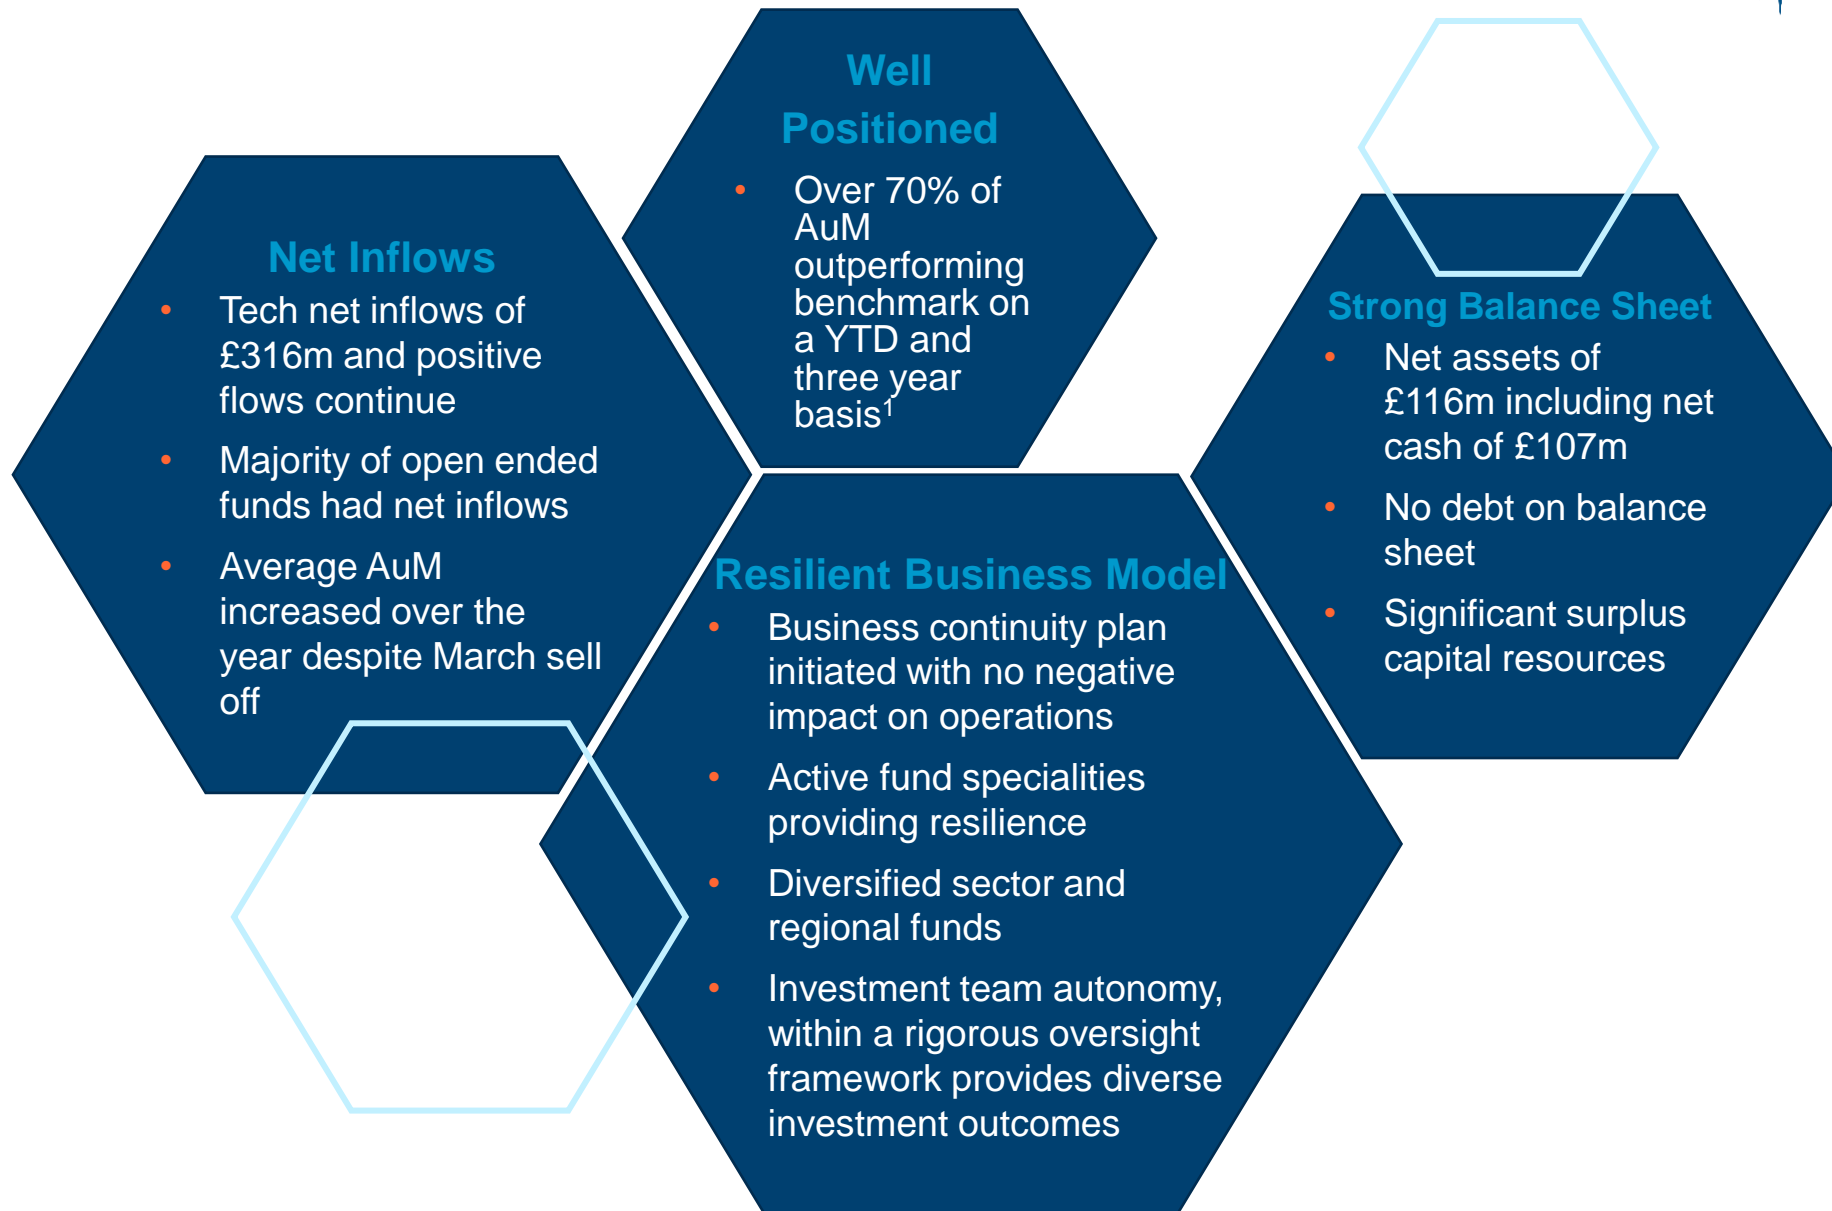 Well
Positioned
• Over 70% of
AuM
outperforming
benchmark on
a YTD and
three year
basis¹
Net Inflows
• Tech net inflows of
£316m and positive
flows continue
• Majority of open ended
funds had net inflows
• Average AuM
increased over the
year despite March sell
off
Strong Balance Sheet
• Net assets of
£116m including net
cash of £107m
• No debt on balance
sheet
• Significant surplus
capital resources
Resilient Business Model
• Business continuity plan
initiated with no negative
impact on operations
• Active fund specialities
providing resilience
• Diversified sector and
regional funds
• Investment team autonomy,
within a rigorous oversight
framework provides diverse
investment outcomes